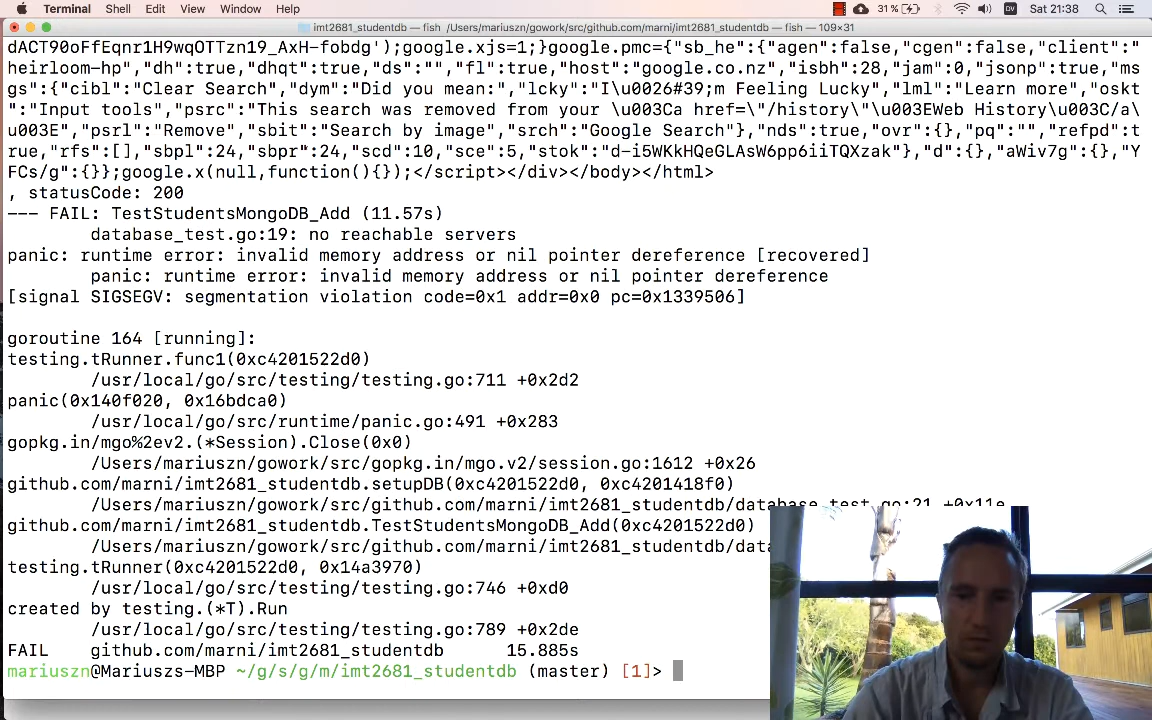 Terminal Shell Edit View Window Help 31 % DV Sat 21:38
imt2681_studentdb — fish /Users/mariuszn/gowork/src/github.com/marni/imt2681_studentdb — fish — 109×31
dACT90oFfEqnr1H9wqOTTzn19_AxH-fobdg');google.xjs=1;}google.pmc={"sb_he":{"agen":false,"cgen":false,"client":"
heirloom-hp","dh":true,"dhqt":true,"ds":"","fl":true,"host":"google.co.nz","isbh":28,"jam":0,"jsonp":true,"ms
gs":{"cibl":"Clear Search","dym":"Did you mean:","lcky":"I\u0026#39;m Feeling Lucky","lml":"Learn more","oskt
":"Input tools","psrc":"This search was removed from your \u003Ca href=\"/history\"\u003EWeb History\u003C/a\
u003E","psrl":"Remove","sbit":"Search by image","srch":"Google Search"},"nds":true,"ovr":{},"pq":"","refpd":t
rue,"rfs":[],"sbpl":24,"sbpr":24,"scd":10,"sce":5,"stok":"d-i5WKkHQeGLAsW6pp6iiTQXzak"},"d":{},"aWiv7g":{},"Y
FCs/g":{}};google.x(null,function(){});</script></div></body></html>
, statusCode: 200
--- FAIL: TestStudentsMongoDB_Add (11.57s)
database_test.go:19: no reachable servers
panic: runtime error: invalid memory address or nil pointer dereference [recovered]
panic: runtime error: invalid memory address or nil pointer dereference
[signal SIGSEGV: segmentation violation code=0x1 addr=0x0 pc=0x1339506]
goroutine 164 [running]:
testing.tRunner.func1(0xc4201522d0)
/usr/local/go/src/testing/testing.go:711 +0x2d2
panic(0x140f020, 0x16bdca0)
/usr/local/go/src/runtime/panic.go:491 +0x283
gopkg.in/mgo%2ev2.(*Session).Close(0x0)
/Users/mariuszn/gowork/src/gopkg.in/mgo.v2/session.go:1612 +0x26
github.com/marni/imt2681_studentdb.setupDB(0xc4201522d0, 0xc4201418f0)
/Users/mariuszn/gowork/src/github.com/marni/imt2681_studentdb/database_test.go:21 +0x11e
github.com/marni/imt2681_studentdb.TestStudentsMongoDB_Add(0xc4201522d0)
/Users/mariuszn/gowork/src/github.com/marni/imt2681_studentdb/data
testing.tRunner(0xc4201522d0, 0x14a3970)
/usr/local/go/src/testing/testing.go:746 +0xd0
created by testing.(*T).Run
/usr/local/go/src/testing/testing.go:789 +0x2de
FAIL github.com/marni/imt2681_studentdb 15.885s
mariuszn@Mariuszs-MBP ~/g/s/g/m/imt2681_studentdb (master) [1]>